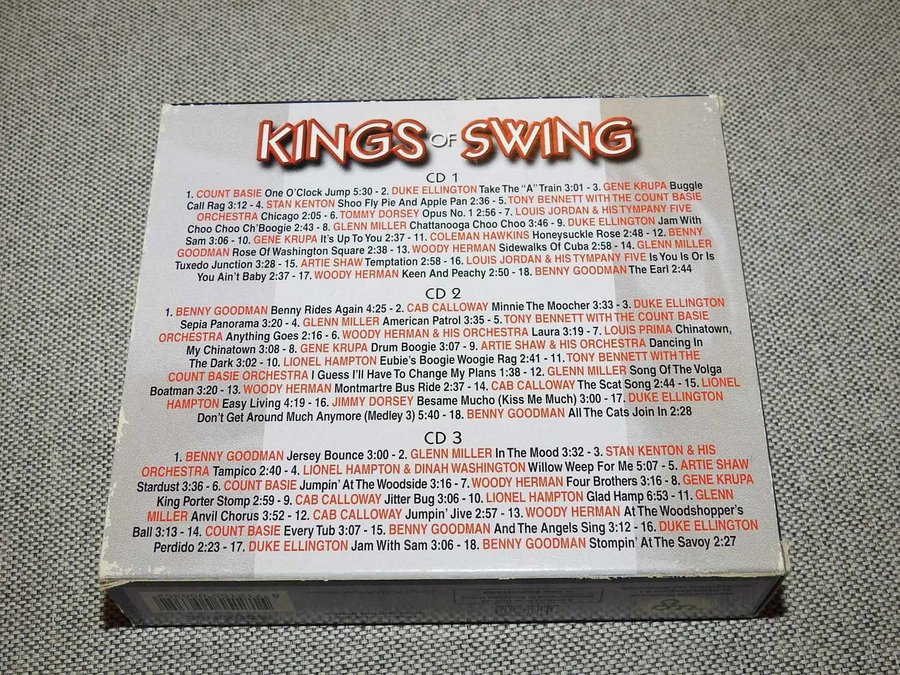 KINGS OF SWING
CD 1
1. COUNT BASIE One O'Clock Jump 5:30 - 2. DUKE ELLINGTON Take The "A" Train 3:01 - 3. GENE KRUPA Buggle
Call Rag 3:12 - 4. STAN KENTON Shoo Fly Pie And Apple Pan 2:36 - 5. TONY BENNETT WITH THE COUNT BASIE
ORCHESTRA Chicago 2:05 - 6. TOMMY DORSEY Opus No. 1 2:56 - 7. LOUIS JORDAN & HIS TYMPANY FIVE
Choo Choo Ch'Boogie 2:43 - 8. GLENN MILLER Chattanooga Choo Choo 3:46 - 9. DUKE ELLINGTON Jam With
Sam 3:06 - 10. GENE KRUPA It's Up To You 2:37 - 11. COLEMAN HAWKINS Honeysuckle Rose 2:48 - 12. BENNY
GOODMAN Rose Of Washington Square 2:38 - 13. WOODY HERMAN Sidewalks Of Cuba 2:58 - 14. GLENN MILLER
Tuxedo Junction 3:28 - 15. ARTIE SHAW Temptation 2:58 - 16. LOUIS JORDAN & HIS TYMPANY FIVE Is You Is Or Is
You Ain't Baby 2:37 - 17. WOODY HERMAN Keen And Peachy 2:50 - 18. BENNY GOODMAN The Earl 2:44
CD 2
1. BENNY GOODMAN Benny Rides Again 4:25 - 2. CAB CALLOWAY Minnie The Moocher 3:33 - 3. DUKE ELLINGTON
Sepia Panorama 3:20 - 4. GLENN MILLER American Patrol 3:35 - 5. TONY BENNETT WITH THE COUNT BASIE
ORCHESTRA Anything Goes 2:16 - 6. WOODY HERMAN & HIS ORCHESTRA Laura 3:19 - 7. LOUIS PRIMA Chinatown,
My Chinatown 3:08 - 8. GENE KRUPA Drum Boogie 3:07 - 9. ARTIE SHAW & HIS ORCHESTRA Dancing In
The Dark 3:02 - 10. LIONEL HAMPTON Eubie's Boogie Woogie Rag 2:41 - 11. TONY BENNETT WITH THE
COUNT BASIE ORCHESTRA I Guess I'll Have To Change My Plans 1:38 - 12. GLENN MILLER Song Of The Volga
Boatman 3:20 - 13. WOODY HERMAN Montmartre Bus Ride 2:37 - 14. CAB CALLOWAY The Scat Song 2:44 - 15. LIONEL
HAMPTON Easy Living 4:19 - 16. JIMMY DORSEY Besame Mucho (Kiss Me Much) 3:00 - 17. DUKE ELLINGTON
Don't Get Around Much Anymore (Medley 3) 5:40 - 18. BENNY GOODMAN All The Cats Join In 2:28
CD 3
1. BENNY GOODMAN Jersey Bounce 3:00 - 2. GLENN MILLER In The Mood 3:32 - 3. STAN KENTON & HIS
ORCHESTRA Tampico 2:40 - 4. LIONEL HAMPTON & DINAH WASHINGTON Willow Weep For Me 5:07 - 5. ARTIE SHAW
Stardust 3:36 - 6. COUNT BASIE Jumpin' At The Woodside 3:16 - 7. WOODY HERMAN Four Brothers 3:16 - 8. GENE KRUPA
King Porter Stomp 2:59 - 9. CAB CALLOWAY Jitter Bug 3:06 - 10. LIONEL HAMPTON Glad Hamp 6:53 - 11. GLENN
MILLER Anvil Chorus 3:52 - 12. CAB CALLOWAY Jumpin' Jive 2:57 - 13. WOODY HERMAN At The Woodshopper's
Ball 3:13 - 14. COUNT BASIE Every Tub 3:07 - 15. BENNY GOODMAN And The Angels Sing 3:12 - 16. DUKE ELLINGTON
Perdido 2:23 - 17. DUKE ELLINGTON Jam With Sam 3:06 - 18. BENNY GOODMAN Stompin' At The Savoy 2:27